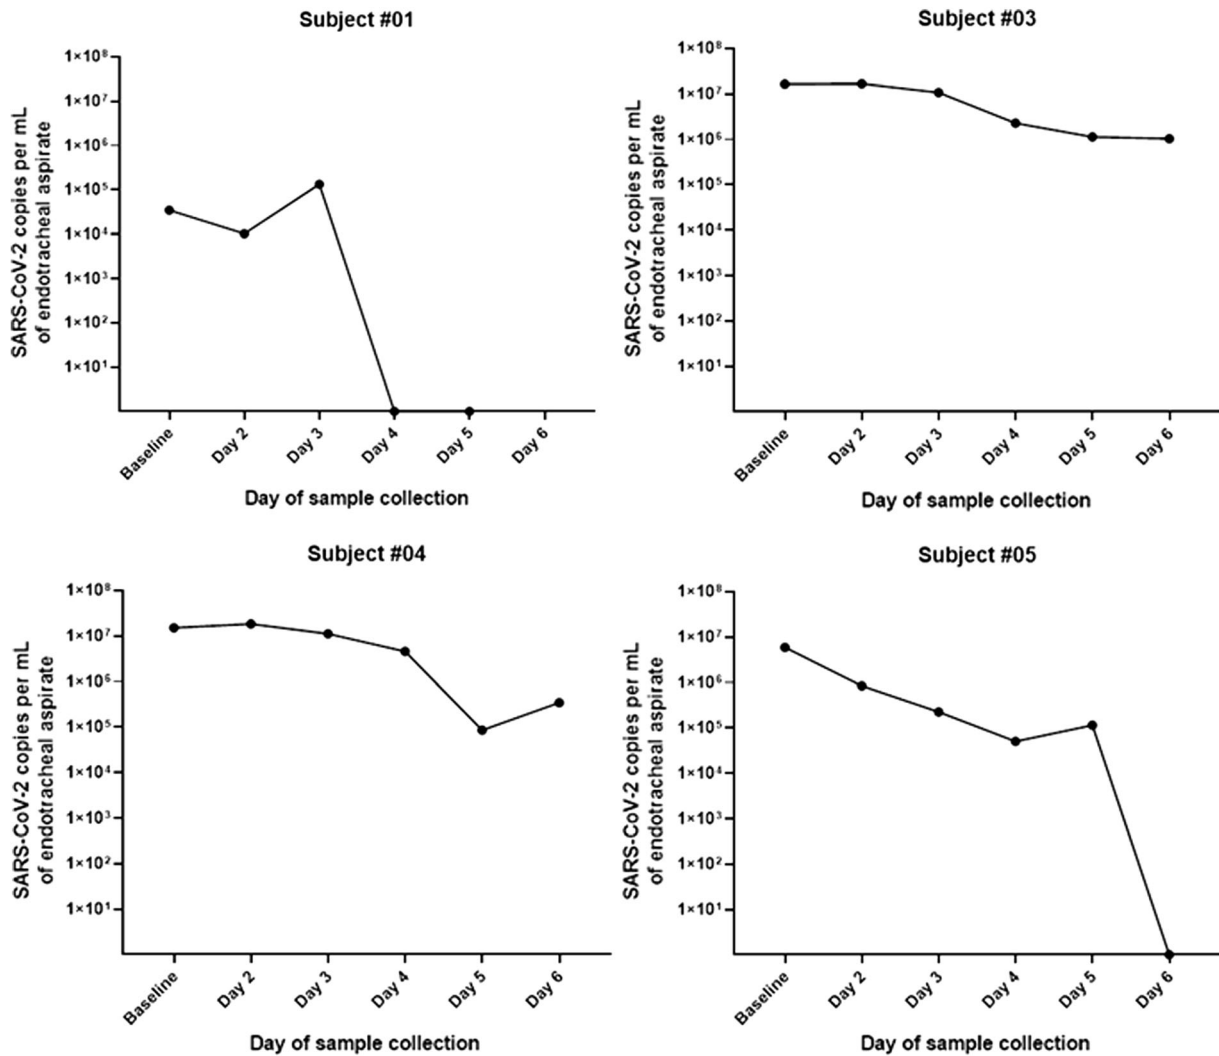 Subject #01
SARS-CoV-2 copies per mL
of endotracheal aspirate
1×10⁸
1×10⁷
1×10⁶
1×10⁵
1×10⁴
1×10³
1×10²
1×10¹
Baseline
Day 2
Day 3
Day 4
Day 5
Day 6
Day of sample collection
Subject #03
SARS-CoV-2 copies per mL
of endotracheal aspirate
1×10⁸
1×10⁷
1×10⁶
1×10⁵
1×10⁴
1×10³
1×10²
1×10¹
Baseline
Day 2
Day 3
Day 4
Day 5
Day 6
Day of sample collection
Subject #04
SARS-CoV-2 copies per mL
of endotracheal aspirate
1×10⁸
1×10⁷
1×10⁶
1×10⁵
1×10⁴
1×10³
1×10²
1×10¹
Baseline
Day 2
Day 3
Day 4
Day 5
Day 6
Day of sample collection
Subject #05
SARS-CoV-2 copies per mL
of endotracheal aspirate
1×10⁸
1×10⁷
1×10⁶
1×10⁵
1×10⁴
1×10³
1×10²
1×10¹
Baseline
Day 2
Day 3
Day 4
Day 5
Day 6
Day of sample collection